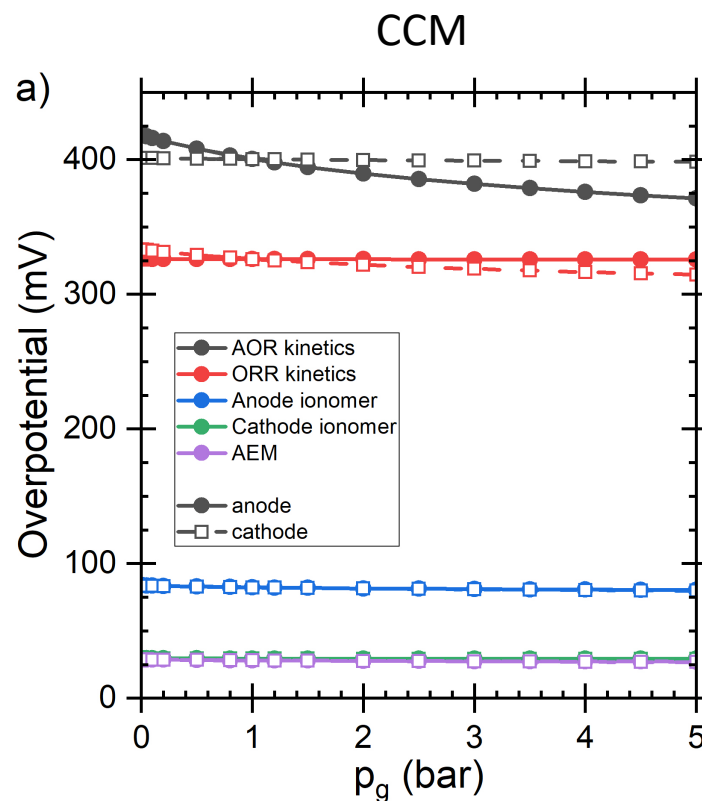 CCM
a)
400
300
200
100
0
Overpotential (mV)
AOR kinetics
ORR kinetics
Anode ionomer
Cathode ionomer
AEM
anode
cathode
0 1 2 3 4 5
pg (bar)